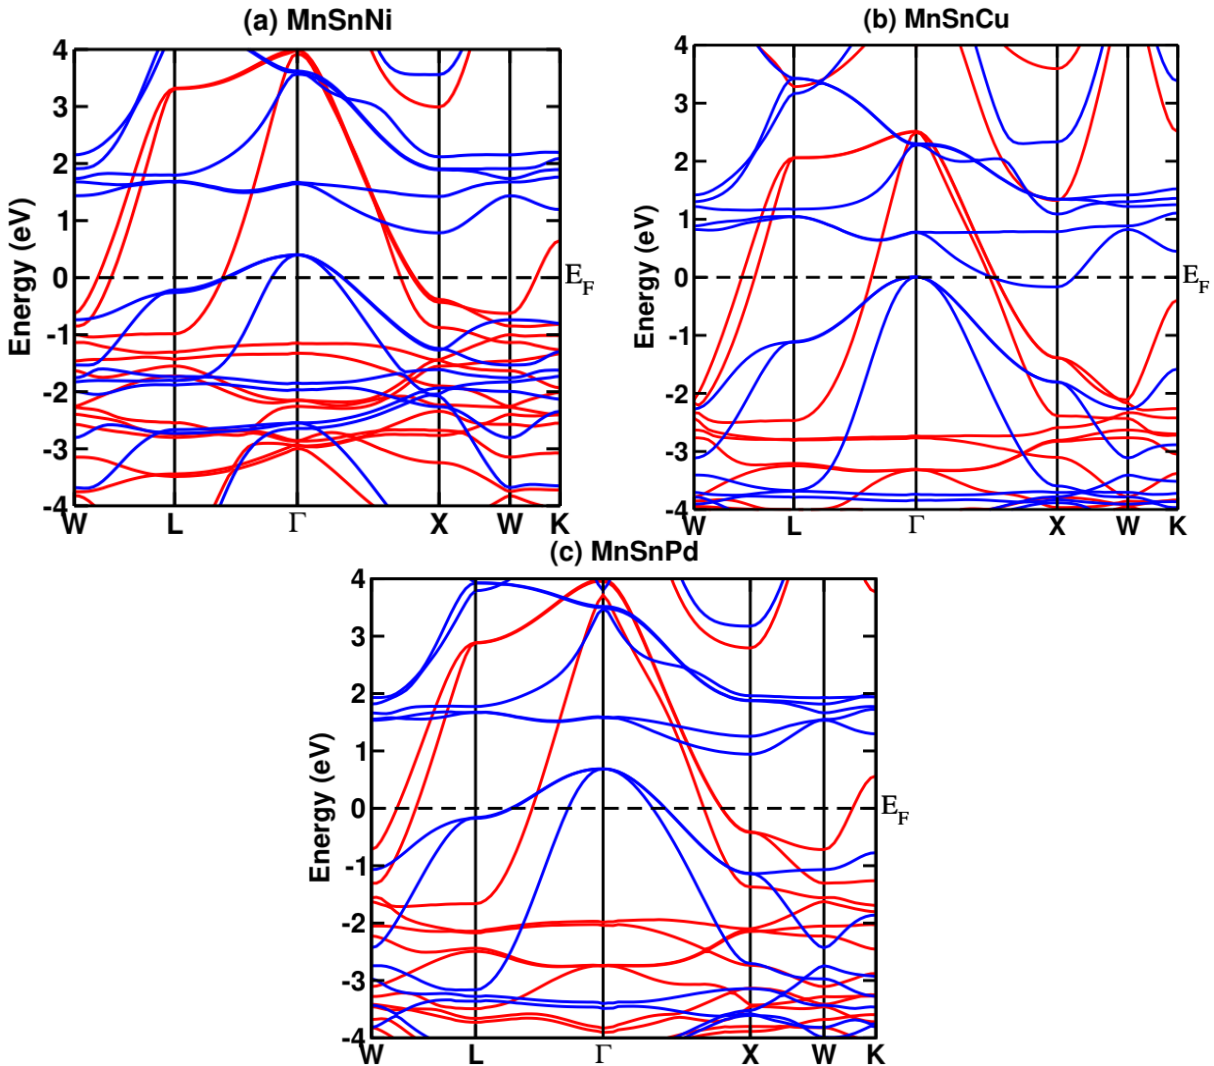 (a) MnSnNi
Energy (eV)
4
3
2
1
0
-1
-2
-3
-4
W L Γ X W K
E_F
(b) MnSnCu
Energy (eV)
4
3
2
1
0
-1
-2
-3
-4
W L Γ X W K
E_F
(c) MnSnPd
Energy (eV)
4
3
2
1
0
-1
-2
-3
-4
W L Γ X W K
E_F